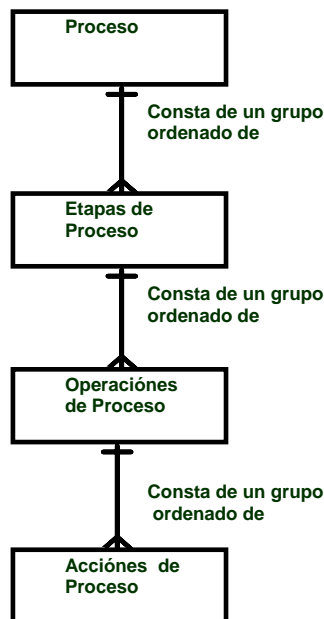 Proceso
Consta de un grupo
ordenado de
Etapas de
Proceso
Consta de un grupo
ordenado de
Operaciónes
de Proceso
Consta de un grupo
ordenado de
Acciónes de
Proceso